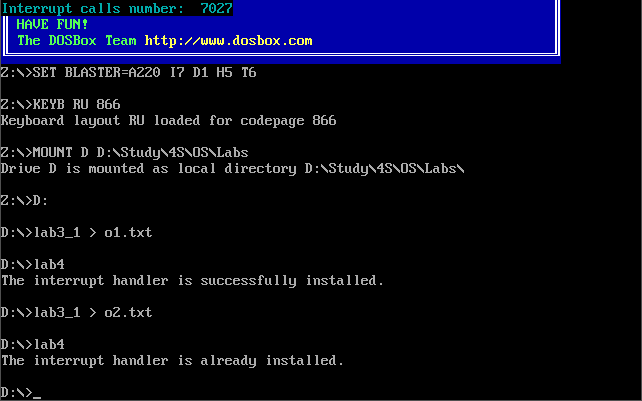 Interrupt calls number:  7027
HAVE FUN!
The DOSBox Team http://www.dosbox.com
Z:\>SET BLASTER=A220 I7 D1 H5 T6
Z:\>KEYB RU 866
Keyboard layout RU loaded for codepage 866
Z:\>MOUNT D D:\Study\4S\OS\Labs
Drive D is mounted as local directory D:\Study\4S\OS\Labs\
Z:\>D:
D:\>lab3_1 > o1.txt
D:\>lab4
The interrupt handler is successfully installed.
D:\>lab3_1 > o2.txt
D:\>lab4
The interrupt handler is already installed.
D:\>_